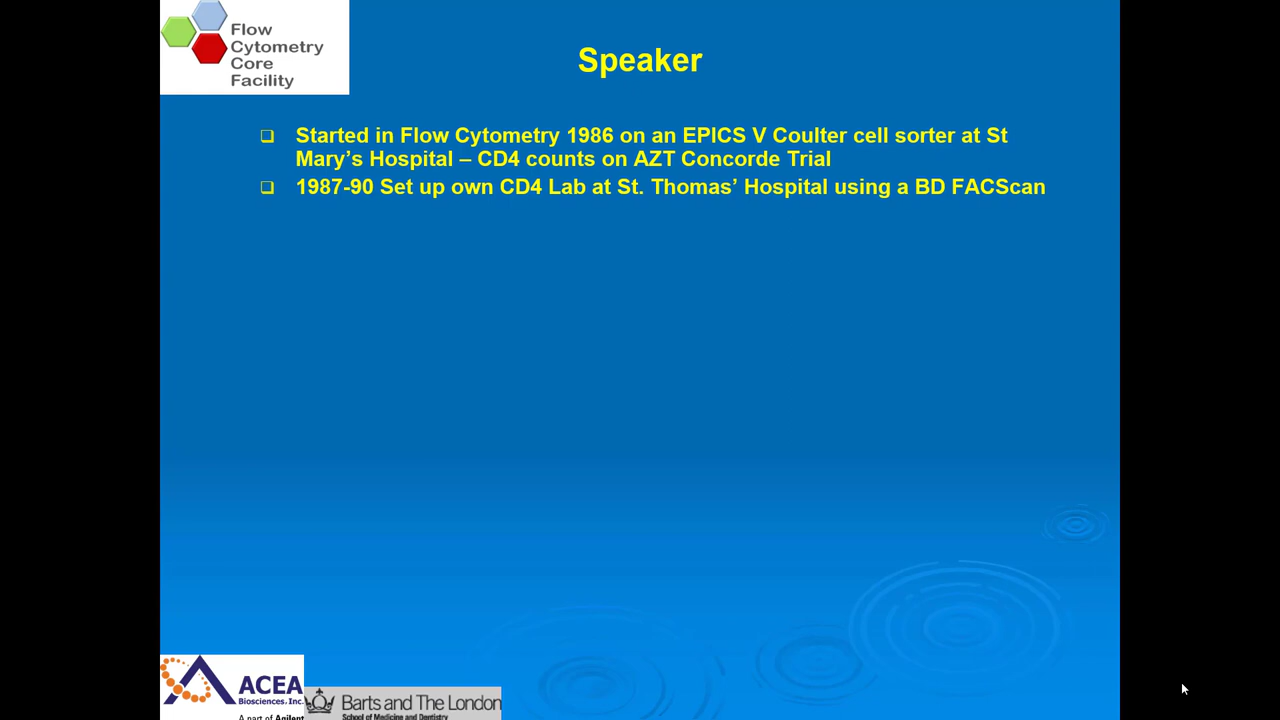 Flow
Cytometry
Core
Facility
Speaker
Started in Flow Cytometry 1986 on an EPICS V Coulter cell sorter at St
Mary’s Hospital – CD4 counts on AZT Concorde Trial
1987-90 Set up own CD4 Lab at St. Thomas’ Hospital using a BD FACScan
ACEA
Biosciences, Inc.
A part of Agilent
Barts and The London
School of Medicine and Dentistry